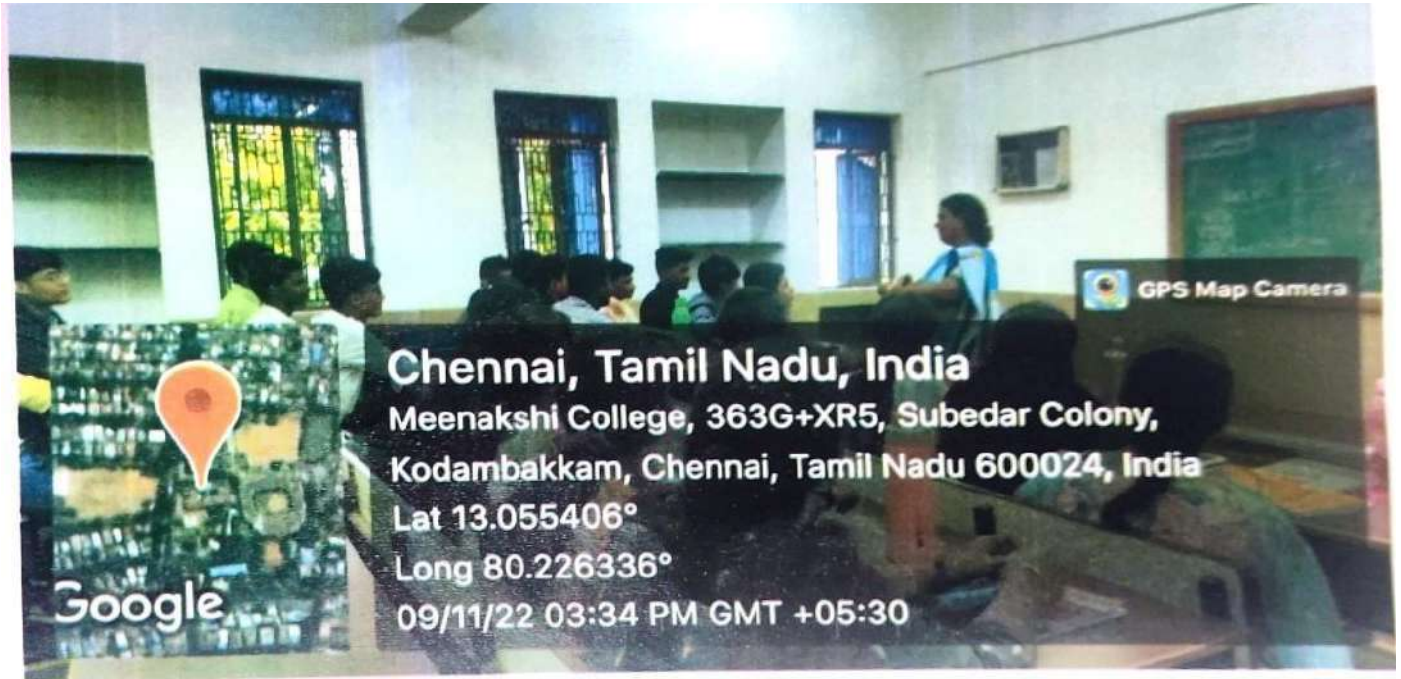 GPS Map Camera
Chennai, Tamil Nadu, India
Meenakshi College, 363G+XR5, Subedar Colony,
Kodambakkam, Chennai, Tamil Nadu 600024, India
Lat 13.055406°
Long 80.226336°
09/11/22 03:34 PM GMT +05:30
Google